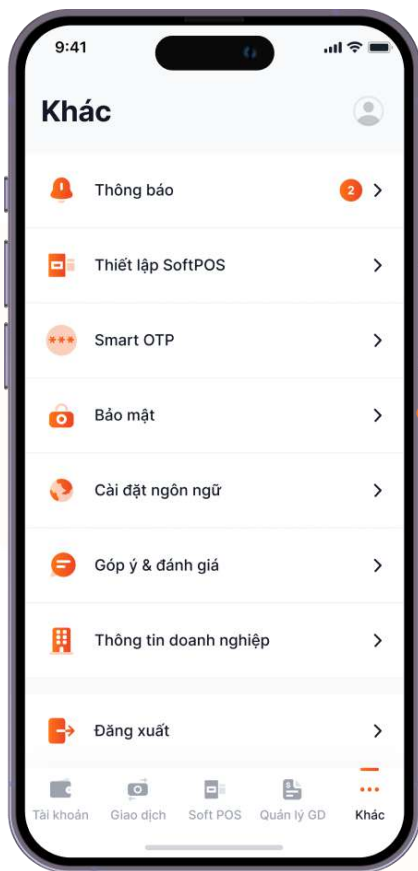 9:41
Khác
Thông báo
2
Thiết lập SoftPOS
***
Smart OTP
Bảo mật
Cài đặt ngôn ngữ
Góp ý & đánh giá
Thông tin doanh nghiệp
Đăng xuất
Tài khoản Giao dịch Soft POS Quản lý GD Khác